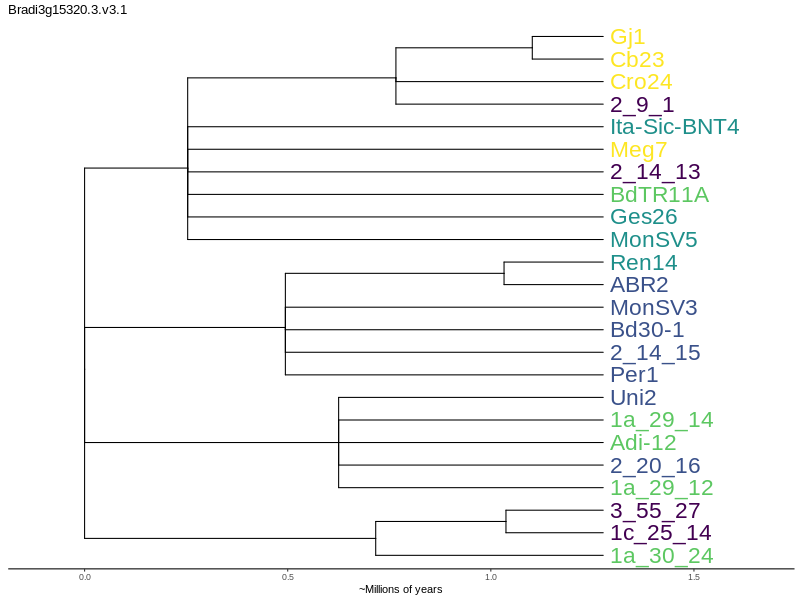 Bradi3g15320.3.v3.1
Gj1
Cb23
Cro24
2_9_1
Ita-Sic-BNT4
Meg7
2_14_13
BdTR11A
Ges26
MonSV5
Ren14
ABR2
MonSV3
Bd30-1
2_14_15
Per1
Uni2
1a_29_14
Adi-12
2_20_16
1a_29_12
3_55_27
1c_25_14
1a_30_24
0.0 0.5 1.0 1.5
~Millions of years